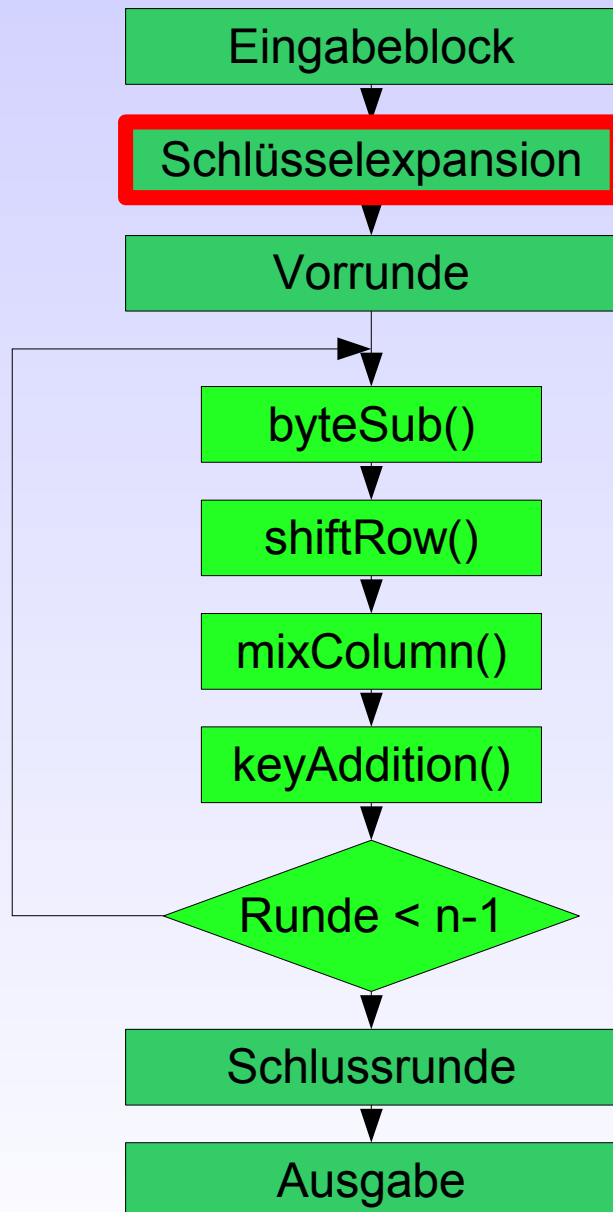 Eingabeblock
Schlüsselexpansion
Vorrunde
byteSub()
shiftRow()
mixColumn()
keyAddition()
Runde < n-1
Schlussrunde
Ausgabe